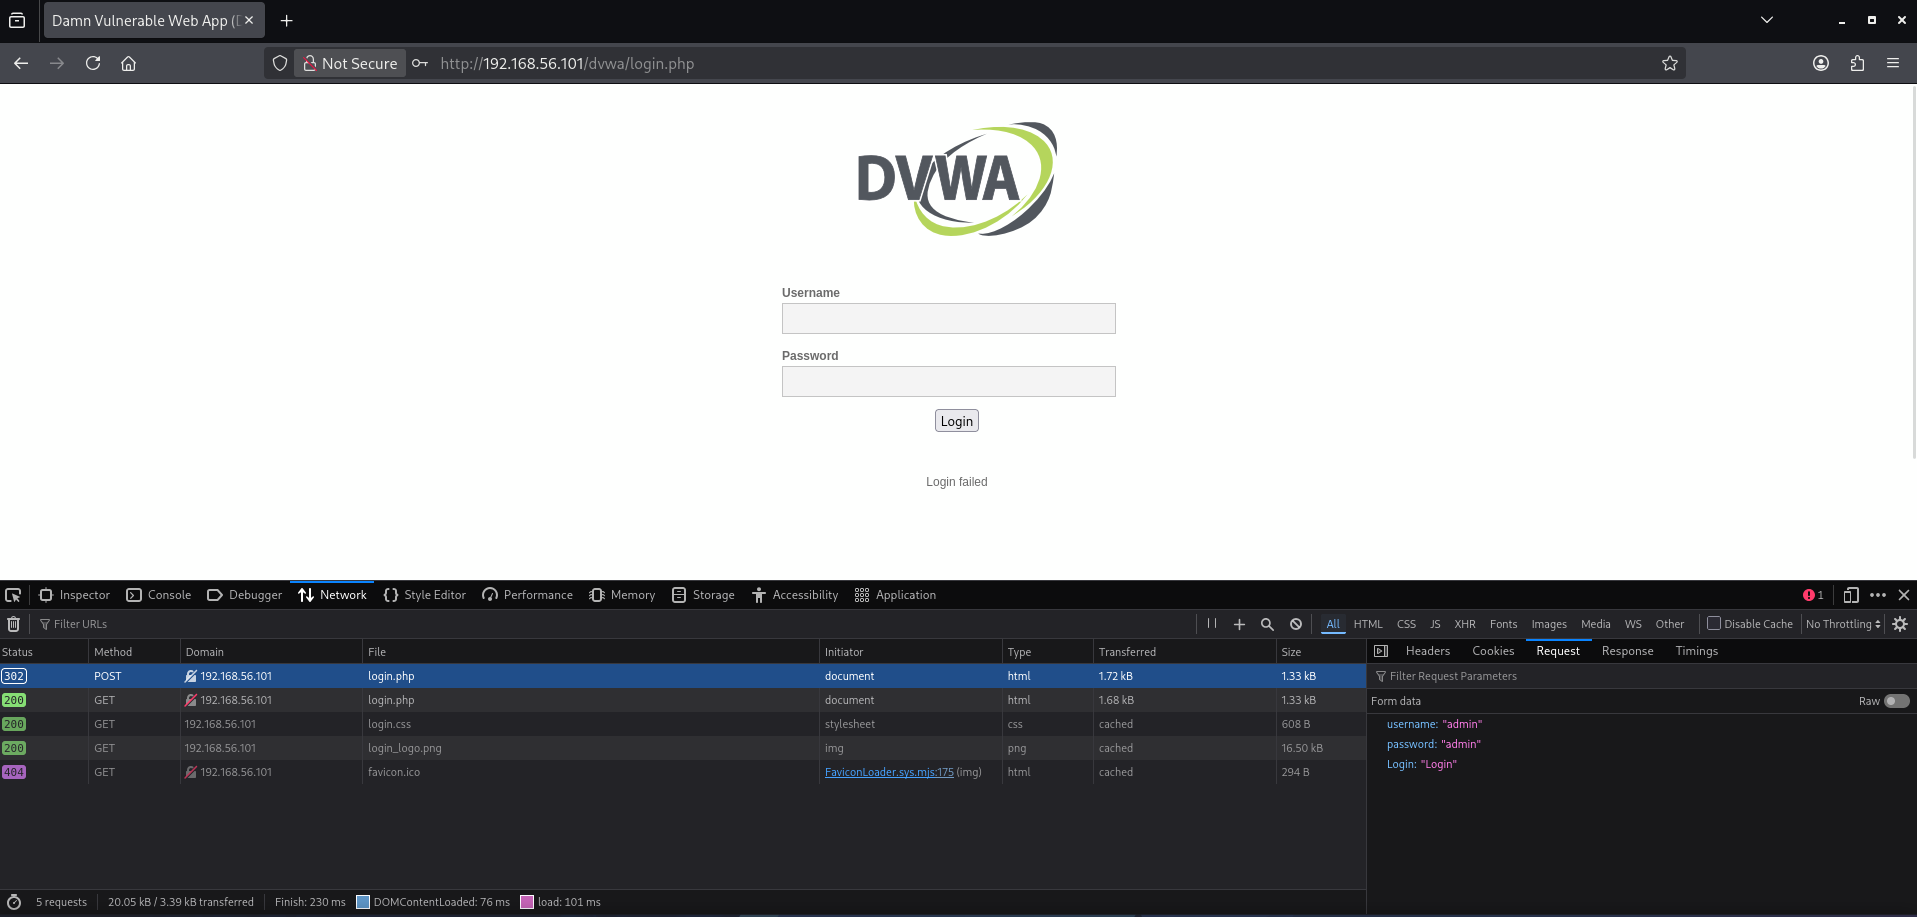 Damn Vulnerable Web App (
Not Secure http://192.168.56.101/dvwa/login.php
DVWA
Username
Password
Login
Login failed
Inspector Console Debugger Network Style Editor Performance Memory Storage Accessibility Application 1
Filter URLs All HTML CSS JS XHR Fonts Images Media WS Other Disable Cache No Throttling
Status Method Domain File Initiator Type Transferred Size
302 POST 192.168.56.101 login.php document html 1.72 kB 1.33 kB
200 GET 192.168.56.101 login.php document html 1.68 kB 1.33 kB
200 GET 192.168.56.101 login.css stylesheet css cached 608 B
200 GET 192.168.56.101 login_logo.png img png cached 16.50 kB
404 GET 192.168.56.101 favicon.ico FaviconLoader.sys.mjs:175 (img) html cached 294 B
Headers Cookies Request Response Timings
Filter Request Parameters
Form data Raw
username: "admin"
password: "admin"
Login: "Login"
5 requests 20.05 kB / 3.39 kB transferred Finish: 230 ms DOMContentLoaded: 76 ms load: 101 ms